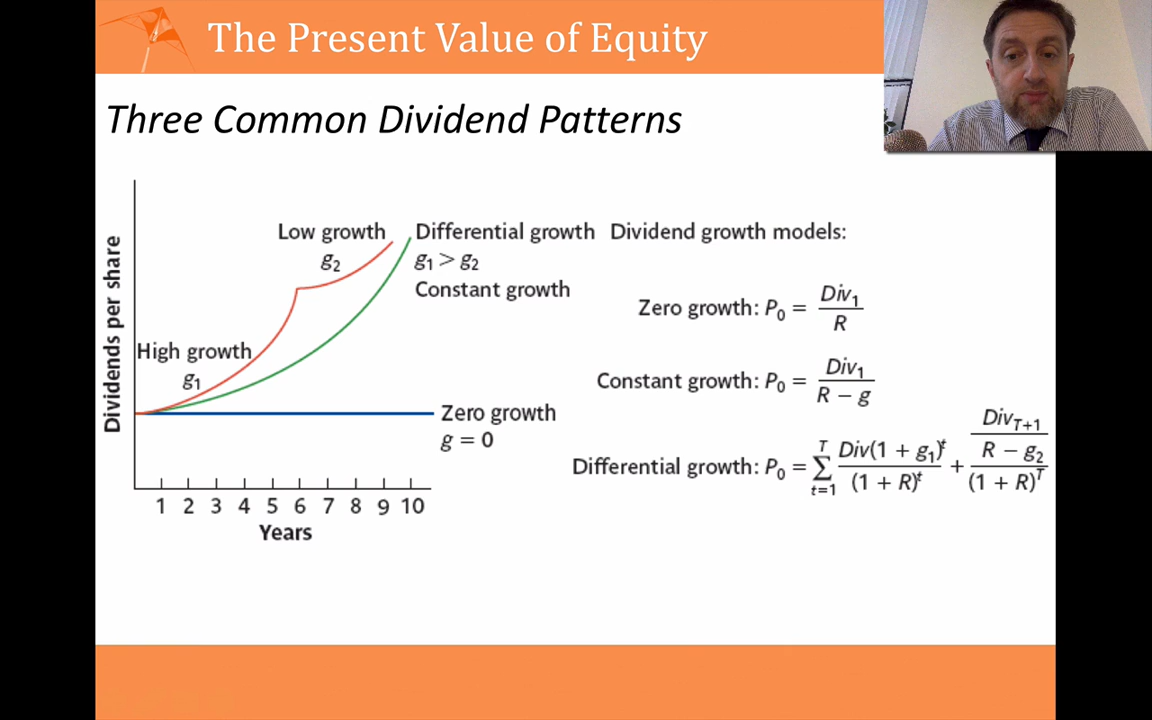 The Present Value of Equity
Three Common Dividend Patterns
Dividends per share
Low growth
g₂
High growth
g₁
Differential growth
g₁ > g₂
Constant growth
Zero growth
g = 0
1 2 3 4 5 6 7 8 9 10
Years
Dividend growth models:
Zero growth: P₀ = Div₁ / R
Constant growth: P₀ = Div₁ / R − g
Differential growth: P₀ = ∑ t=1 T Div(1 + g₁)ᵗ / (1 + R)ᵗ + Div_T+1 / R − g₂ / (1 + R)ᵀ